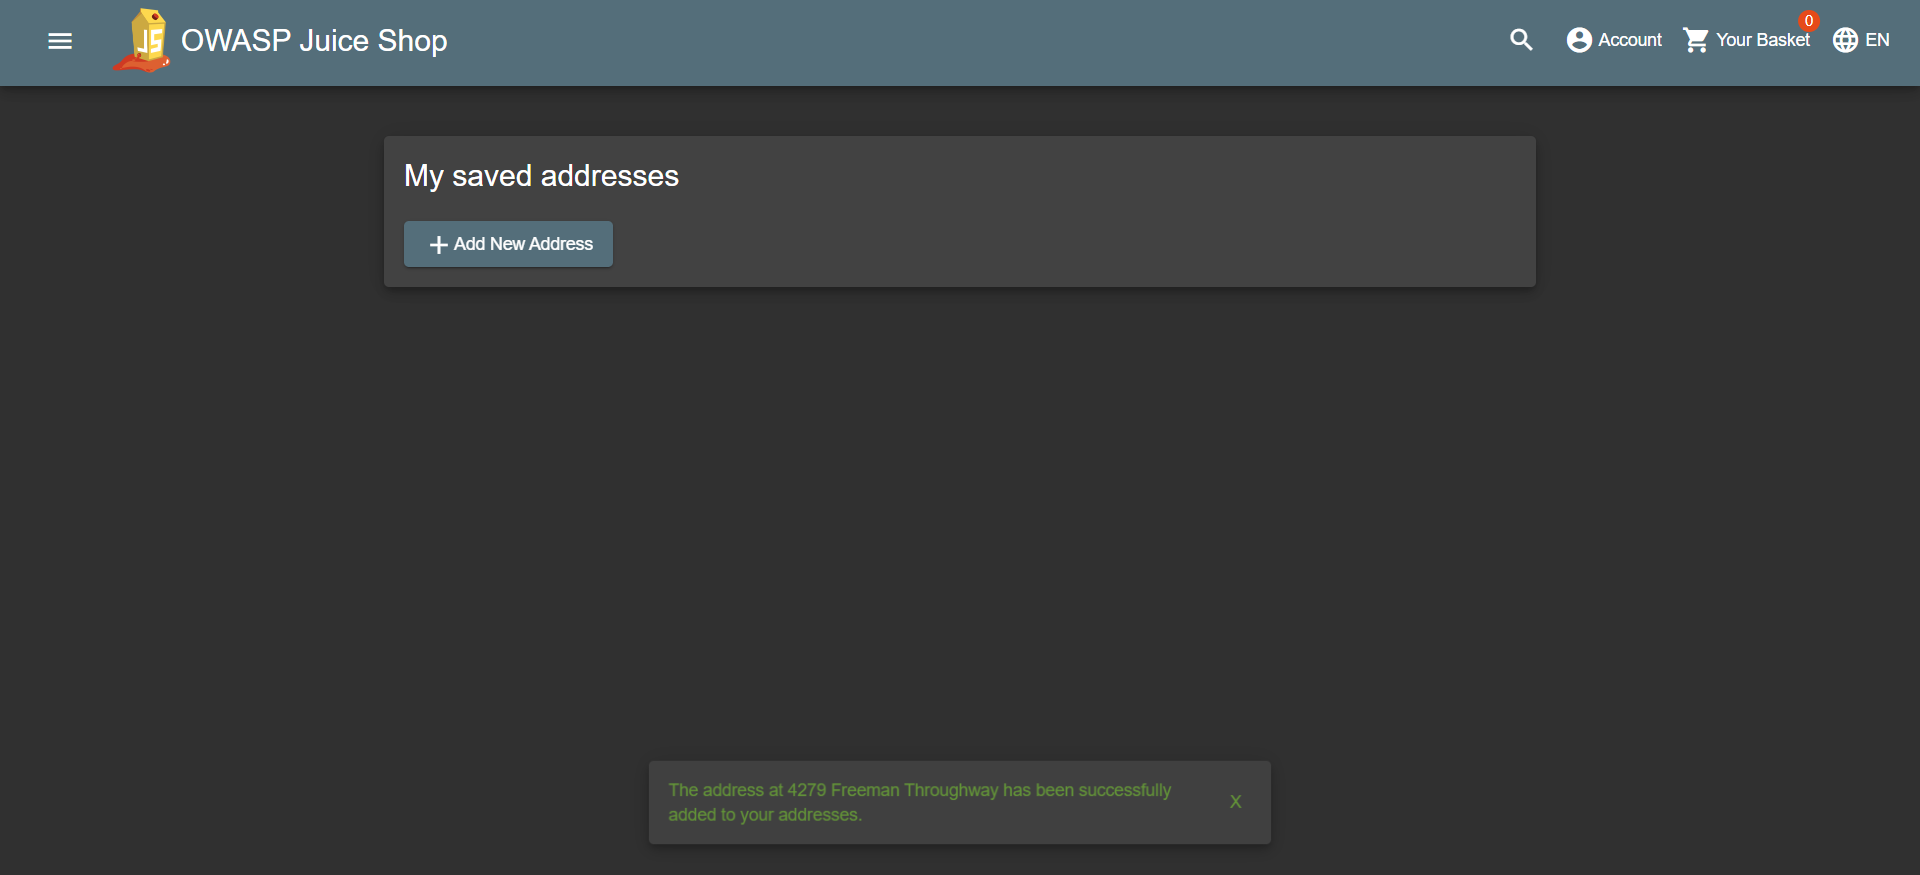 JS
OWASP Juice Shop
Account
Your Basket
0
EN
My saved addresses
Add New Address
The address at 4279 Freeman Throughway has been successfully
added to your addresses.
X